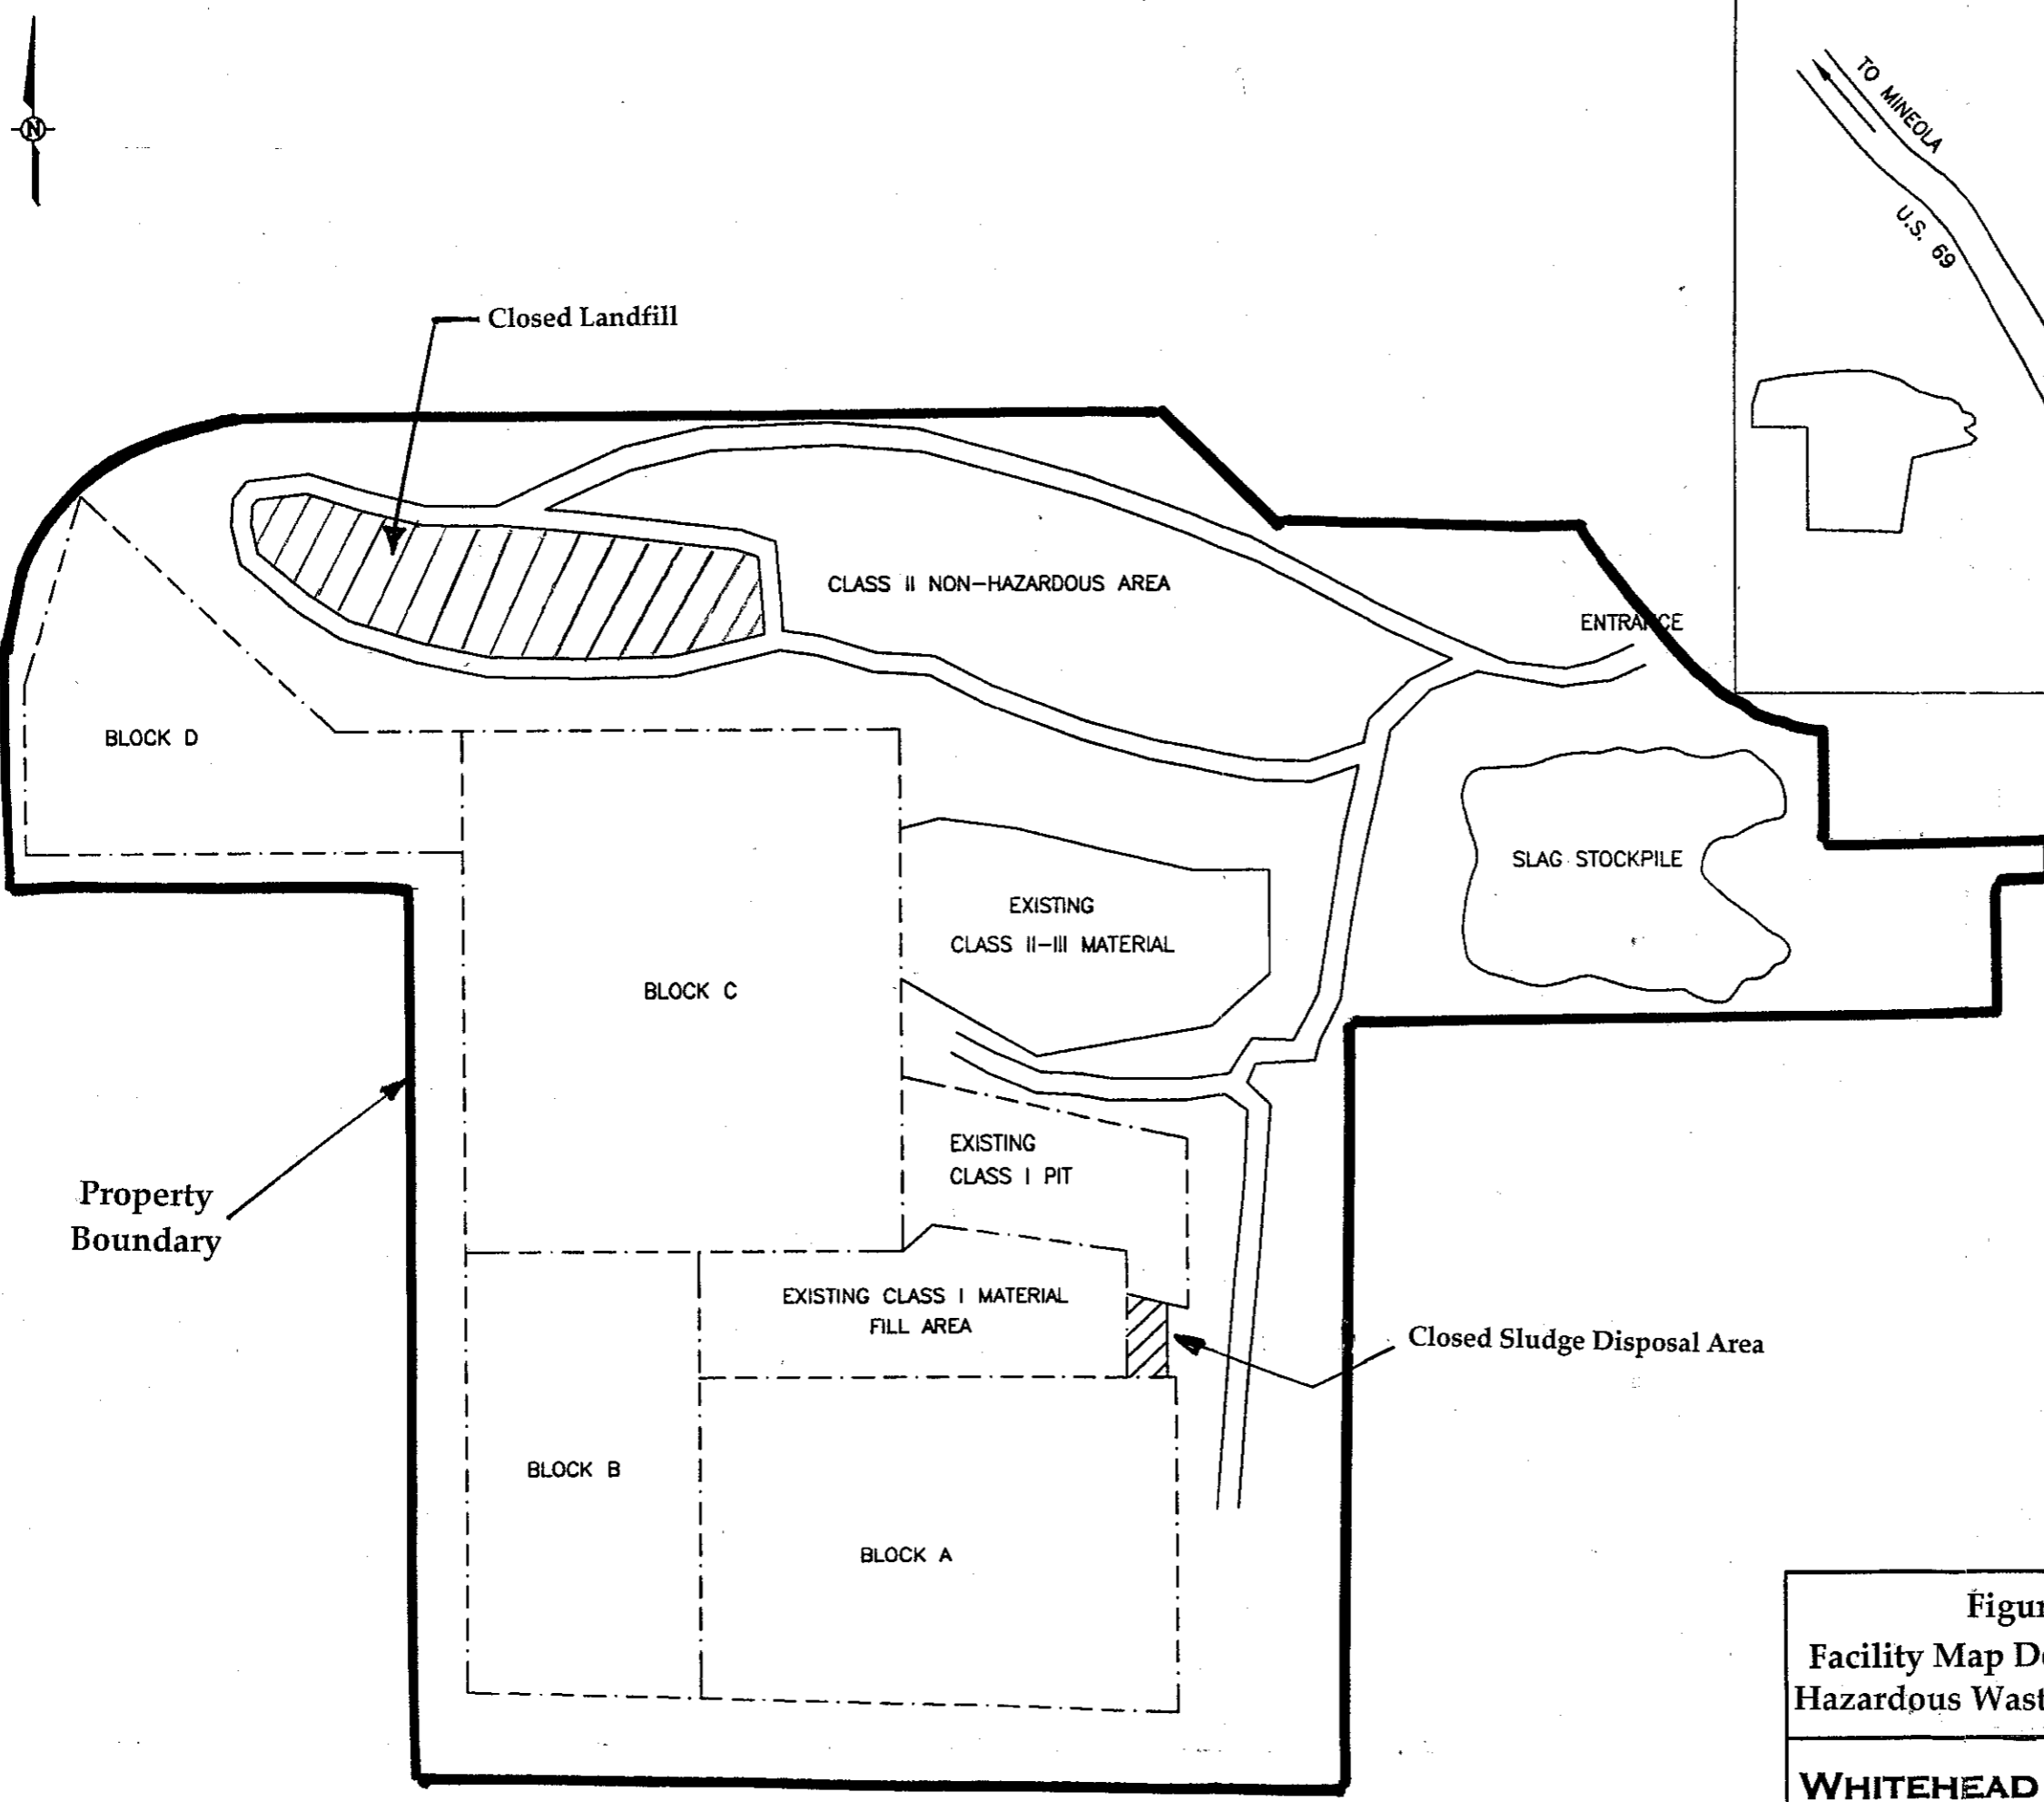 N
TO MINEOLA
U.S. 69
Closed Landfill
CLASS II NON-HAZARDOUS AREA
ENTRANCE
BLOCK D
SLAG STOCKPILE
EXISTING
CLASS II-III MATERIAL
BLOCK C
EXISTING
CLASS I PIT
Property
Boundary
EXISTING CLASS I MATERIAL
FILL AREA
Closed Sludge Disposal Area
BLOCK B
BLOCK A
Figur
Facility Map De
Hazardous Wast
WHITEHEAD